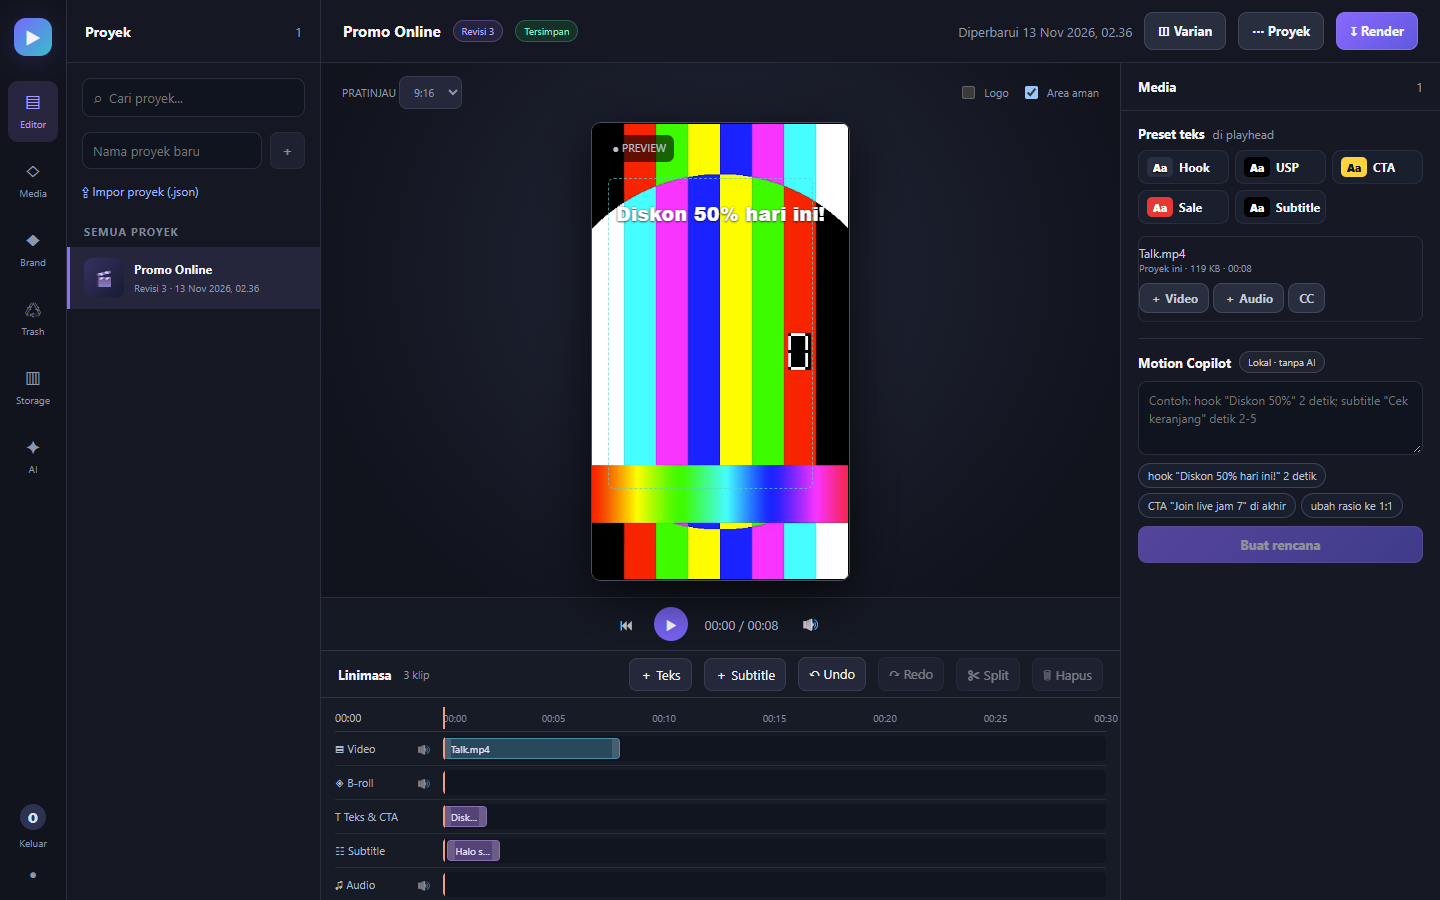 Editor
Media
Brand
Trash
Storage
AI
O
Keluar
Proyek 1
Cari proyek...
Nama proyek baru +
Impor proyek (.json)
SEMUA PROYEK
Promo Online
Revisi 3 · 13 Nov 2026, 02.36
Promo Online Revisi 3 Tersimpan
Diperbarui 13 Nov 2026, 02.36 Varian Proyek Render
PRATINJAU 9:16 Logo Area aman
PREVIEW
Diskon 50% hari ini!
00:00 / 00:08
Linimasa 3 klip + Teks + Subtitle Undo Redo Split Hapus
00:00 00:00 00:05 00:10 00:15 00:20 00:25 00:30
Video Talk.mp4
B-roll
T Teks & CTA Disk...
Subtitle Halo s...
Audio
Media 1
Preset teks di playhead
Aa Hook Aa USP Aa CTA
Aa Sale Aa Subtitle
Talk.mp4
Proyek ini · 119 KB · 00:08
+ Video + Audio CC
Motion Copilot Lokal · tanpa AI
Contoh: hook "Diskon 50%" 2 detik; subtitle "Cek
keranjang" detik 2-5
hook "Diskon 50% hari ini!" 2 detik
CTA "Join live jam 7" di akhir ubah rasio ke 1:1
Buat rencana